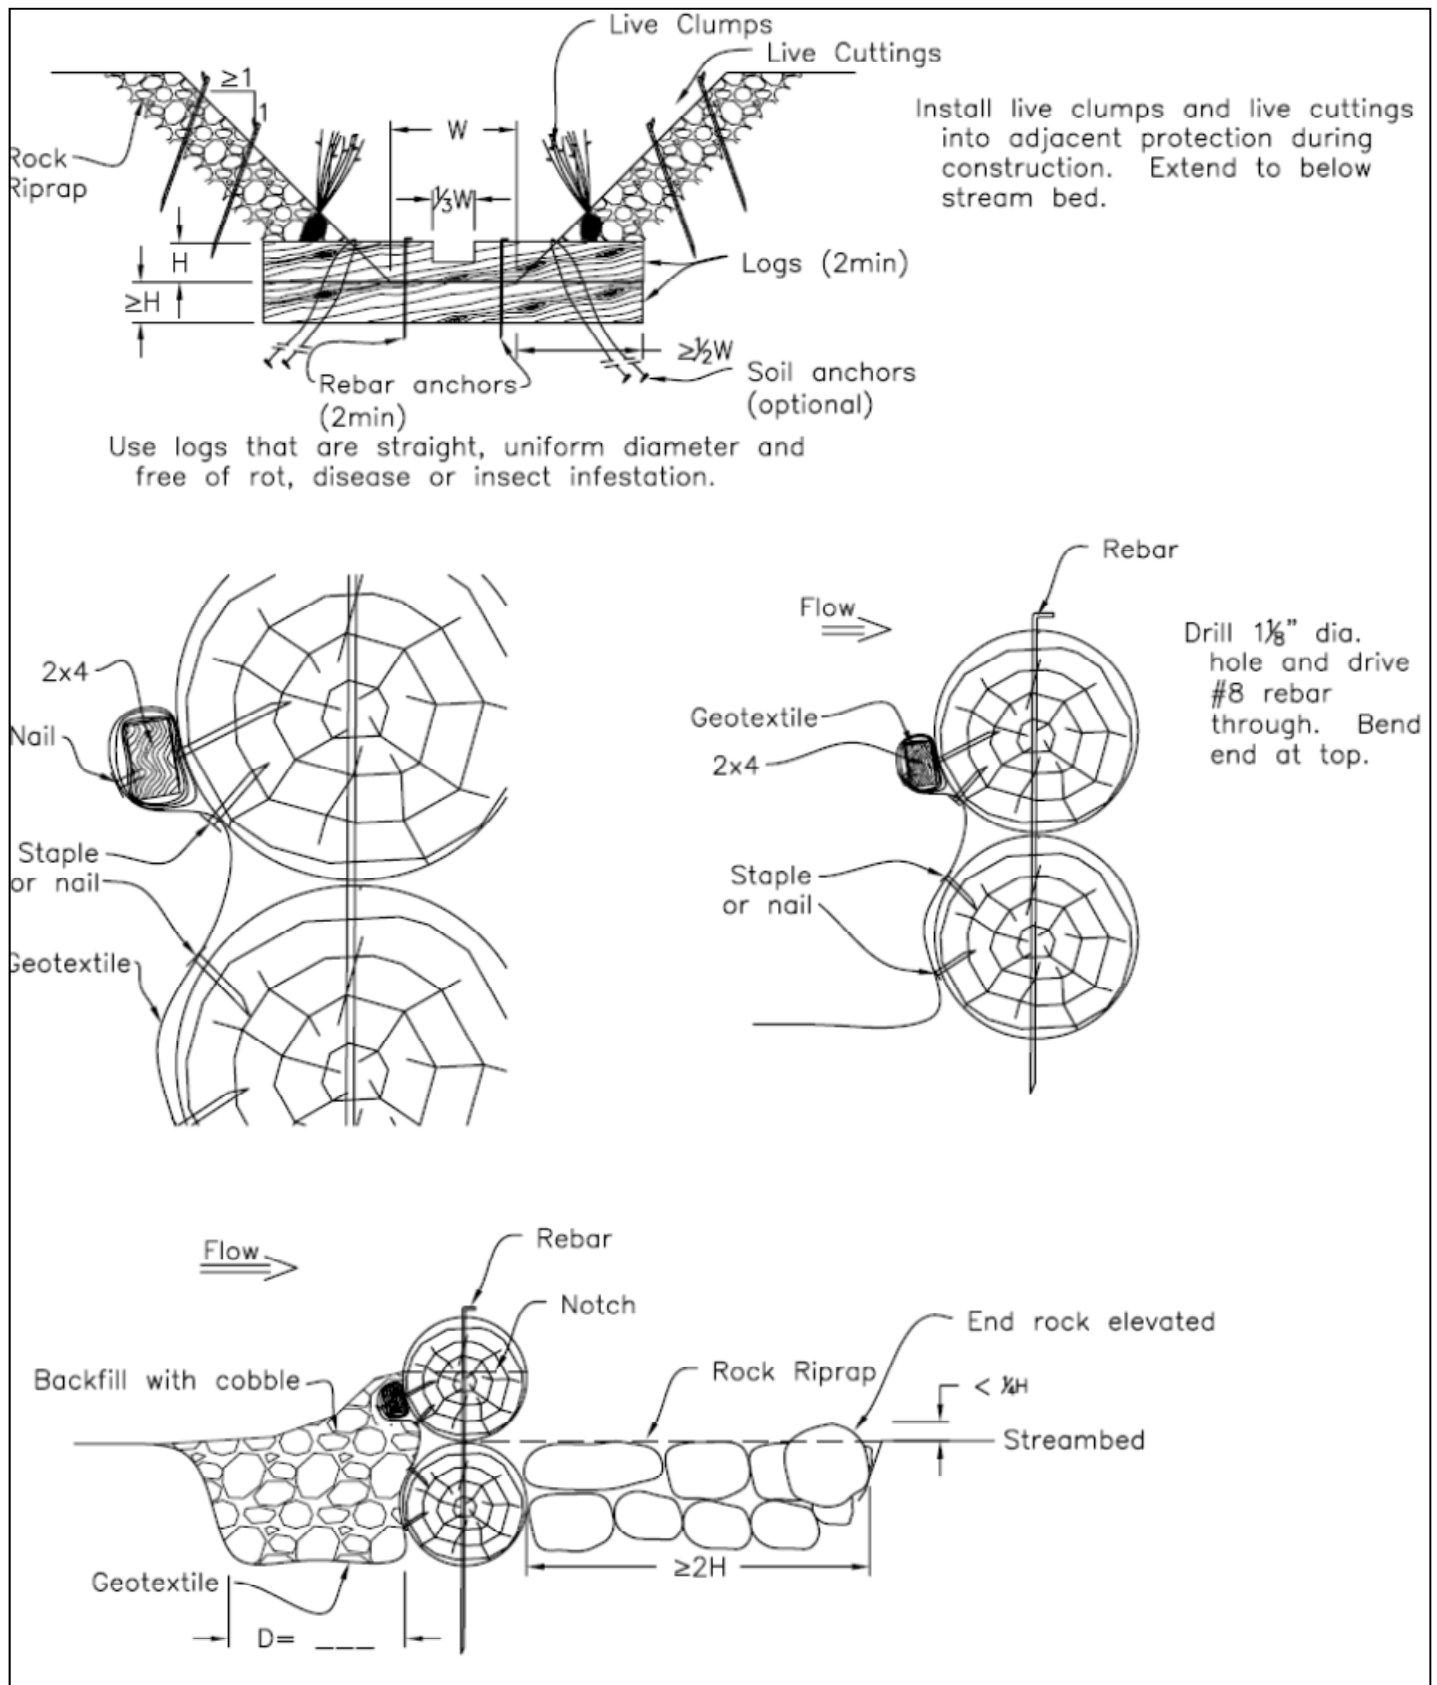 Live Clumps
Live Cuttings
≥1
1
W
⅓W
Rock
Riprap
H
≥H
Install live clumps and live cuttings
into adjacent protection during
construction. Extend to below
stream bed.
Logs (2min)
≥½W
Rebar anchors
(2min)
Soil anchors
(optional)
Use logs that are straight, uniform diameter and
free of rot, disease or insect infestation.
2x4
Nail
Staple
or nail
Geotextile
Rebar
Flow
Geotextile
2x4
Staple
or nail
Drill 1⅛" dia.
hole and drive
#8 rebar
through. Bend
end at top.
Flow
Rebar
Notch
End rock elevated
Backfill with cobble
Rock Riprap
< ¼H
Streambed
Geotextile
≥2H
D= ___